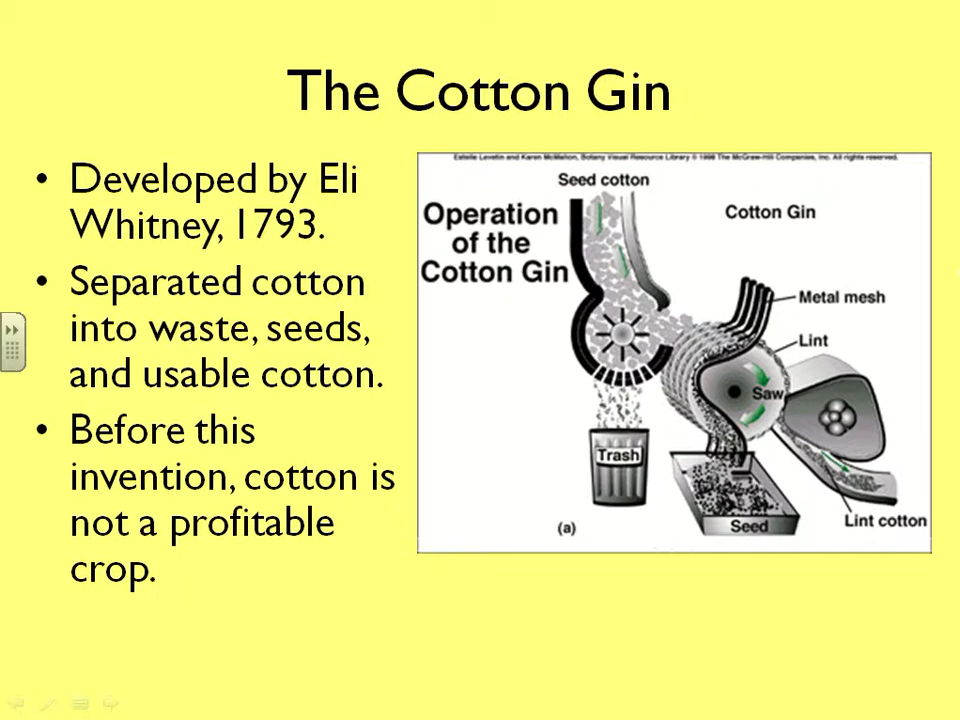 The Cotton Gin
• Developed by Eli
Whitney, 1793.
• Separated cotton
into waste, seeds,
and usable cotton.
• Before this
invention, cotton is
not a profitable
crop.
Estelle Levetin and Karen McMahon, Botany Visual Resource Library © 1998 The McGraw-Hill Companies, Inc. All rights reserved.
Seed cotton
Operation
of the
Cotton Gin
Cotton Gin
Metal mesh
Lint
Saw
Trash
Seed
Lint cotton
(a)